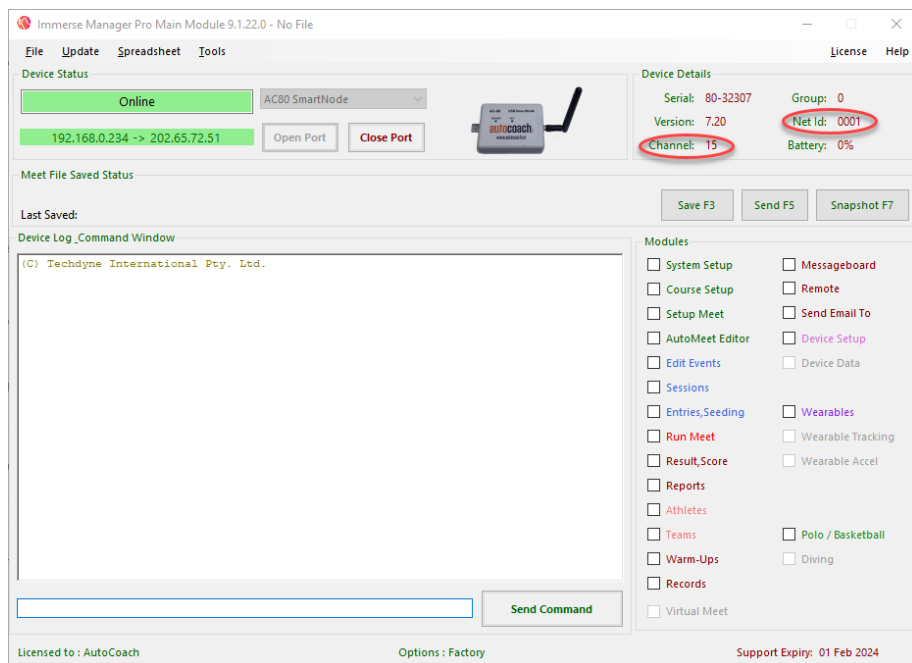 Immerse Manager Pro Main Module 9.1.22.0 - No File
File Update Spreadsheet Tools License Help
Device Status
Online
AC80 SmartNode
192.168.0.234 -> 202.65.72.51
Open Port
Close Port
autocoach
Device Details
Serial: 80-32307 Group: 0
Version: 7.20 Net Id: 0001
Channel: 15 Battery: 0%
Meet File Saved Status
Last Saved:
Save F3
Send F5
Snapshot F7
Device Log _Command Window
(C) Techdyne International Pty. Ltd.
Send Command
Modules
System Setup Messageboard
Course Setup Remote
Setup Meet Send Email To
AutoMeet Editor Device Setup
Edit Events Device Data
Sessions
Entries,Seeding Wearables
Run Meet Wearable Tracking
Result,Score Wearable Accel
Reports
Athletes
Teams Polo / Basketball
Warm-Ups Diving
Records
Virtual Meet
Licensed to : AutoCoach Options : Factory Support Expiry: 01 Feb 2024